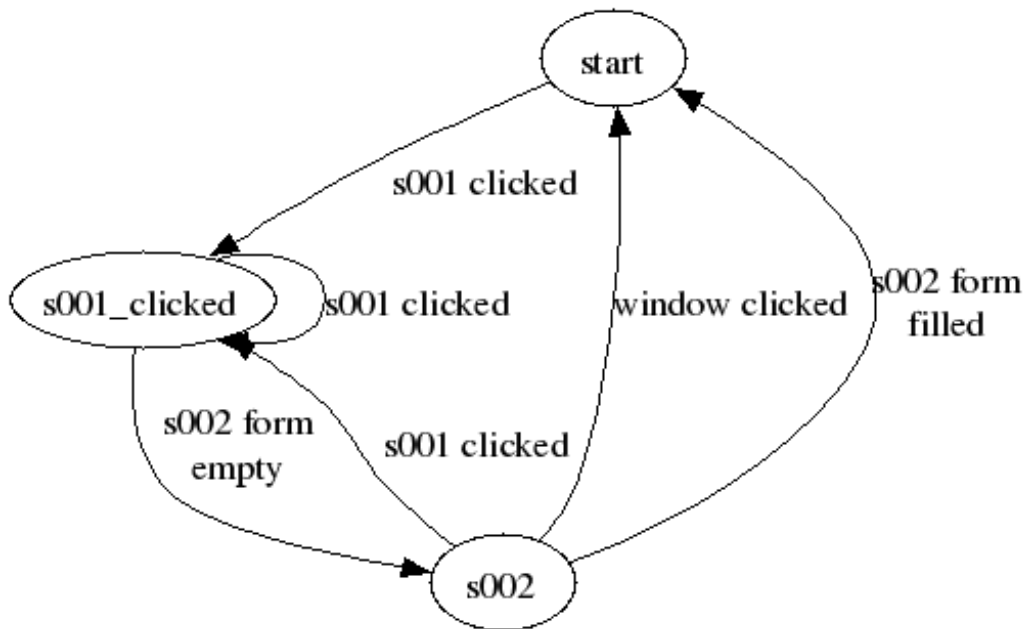 start
s001 clicked
s001_clicked
s001 clicked
window clicked
s002 form
filled
s002 form
empty
s001 clicked
s002